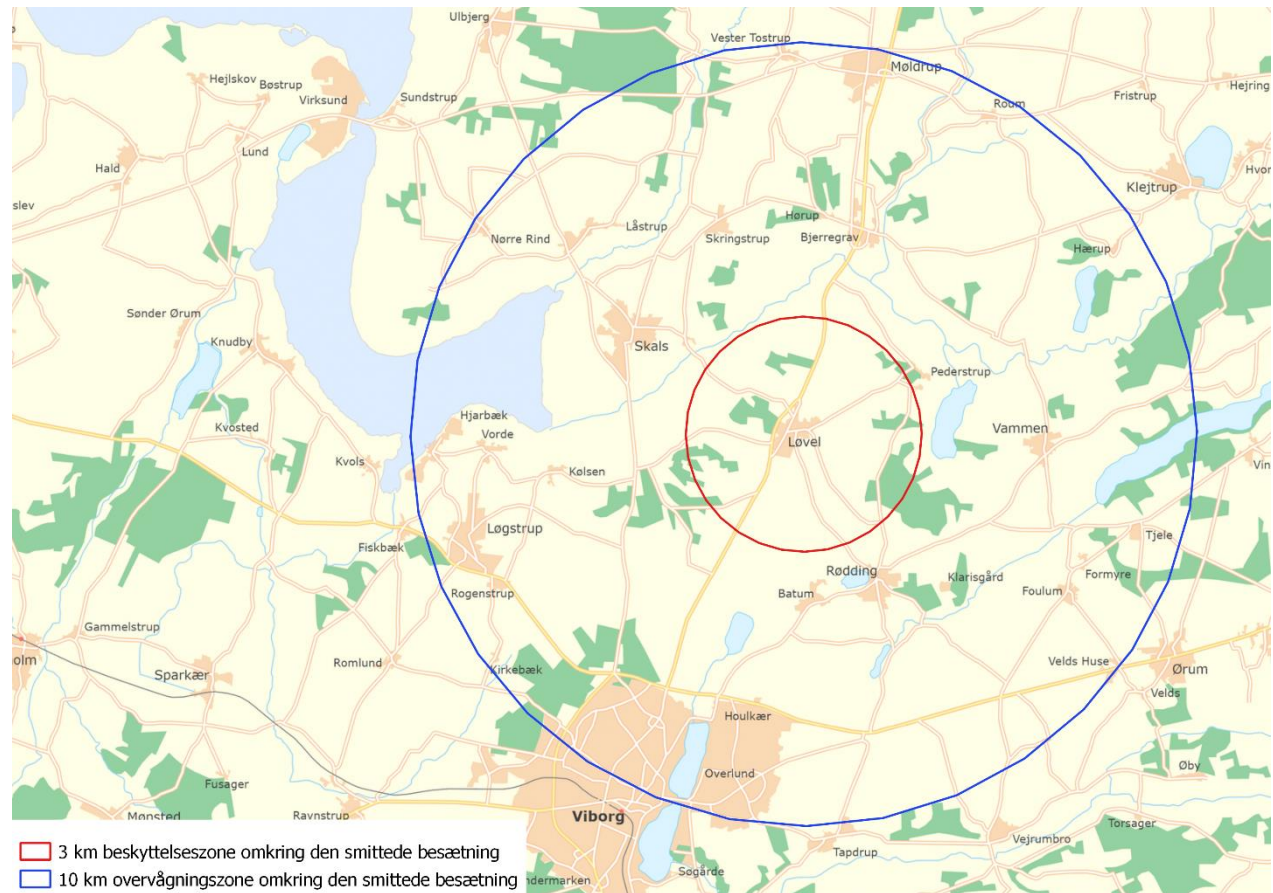 Ulbjerg
Vester Tostrup
Møldrup
Hejlskov
Bøstrup
Virksund
Sundstrup
Roum
Fristrup
Hejring
Lund
Hald
Klejtrup
Hvor
slev
Nørre Rind
Låstrup
Skringstrup
Hørup
Bjerregrav
Hærup
Sønder Ørum
Knudby
Skals
Pederstrup
Hjarbæk
Vorde
Løvel
Vammen
Kvosted
Kvols
Kølsen
Vin
Løgstrup
Fiskbæk
Tjele
Rødding
Klarisgård
Formyre
Foulum
Batum
Rogenstrup
Gammelstrup
olm
Romlund
Kirkebæk
Sparkær
Velds Huse
Ørum
Velds
Houlkær
Overlund
Øby
Fusager
Mønsted
Ravnstrup
Viborg
Torsager
Vejrumbro
Tapdrup
Søgårde
ndermarken
3 km beskyttelseszone omkring den smittede besætning
10 km overvågningszone omkring den smittede besætning